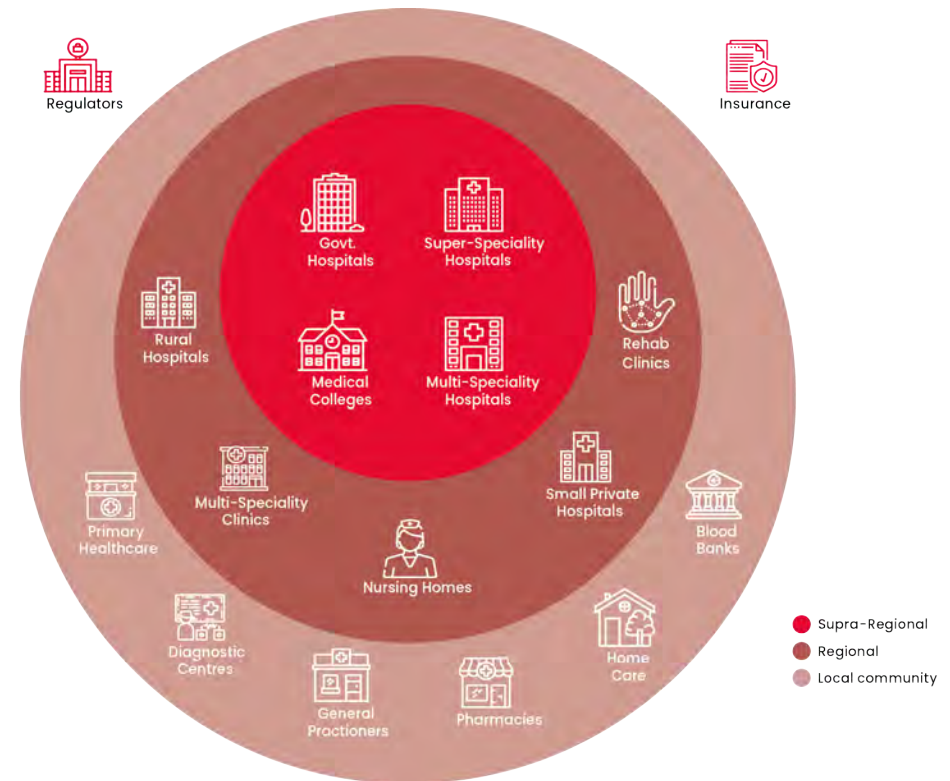 Regulators
Insurance
Govt.
Hospitals
Super-Speciality
Hospitals
Medical
Colleges
Multi-Speciality
Hospitals
Rural
Hospitals
Rehab
Clinics
Multi-Speciality
Clinics
Small Private
Hospitals
Nursing Homes
Primary
Healthcare
Blood
Banks
Diagnostic
Centres
Home
Care
General
Practioners
Pharmacies
Supra-Regional
Regional
Local community